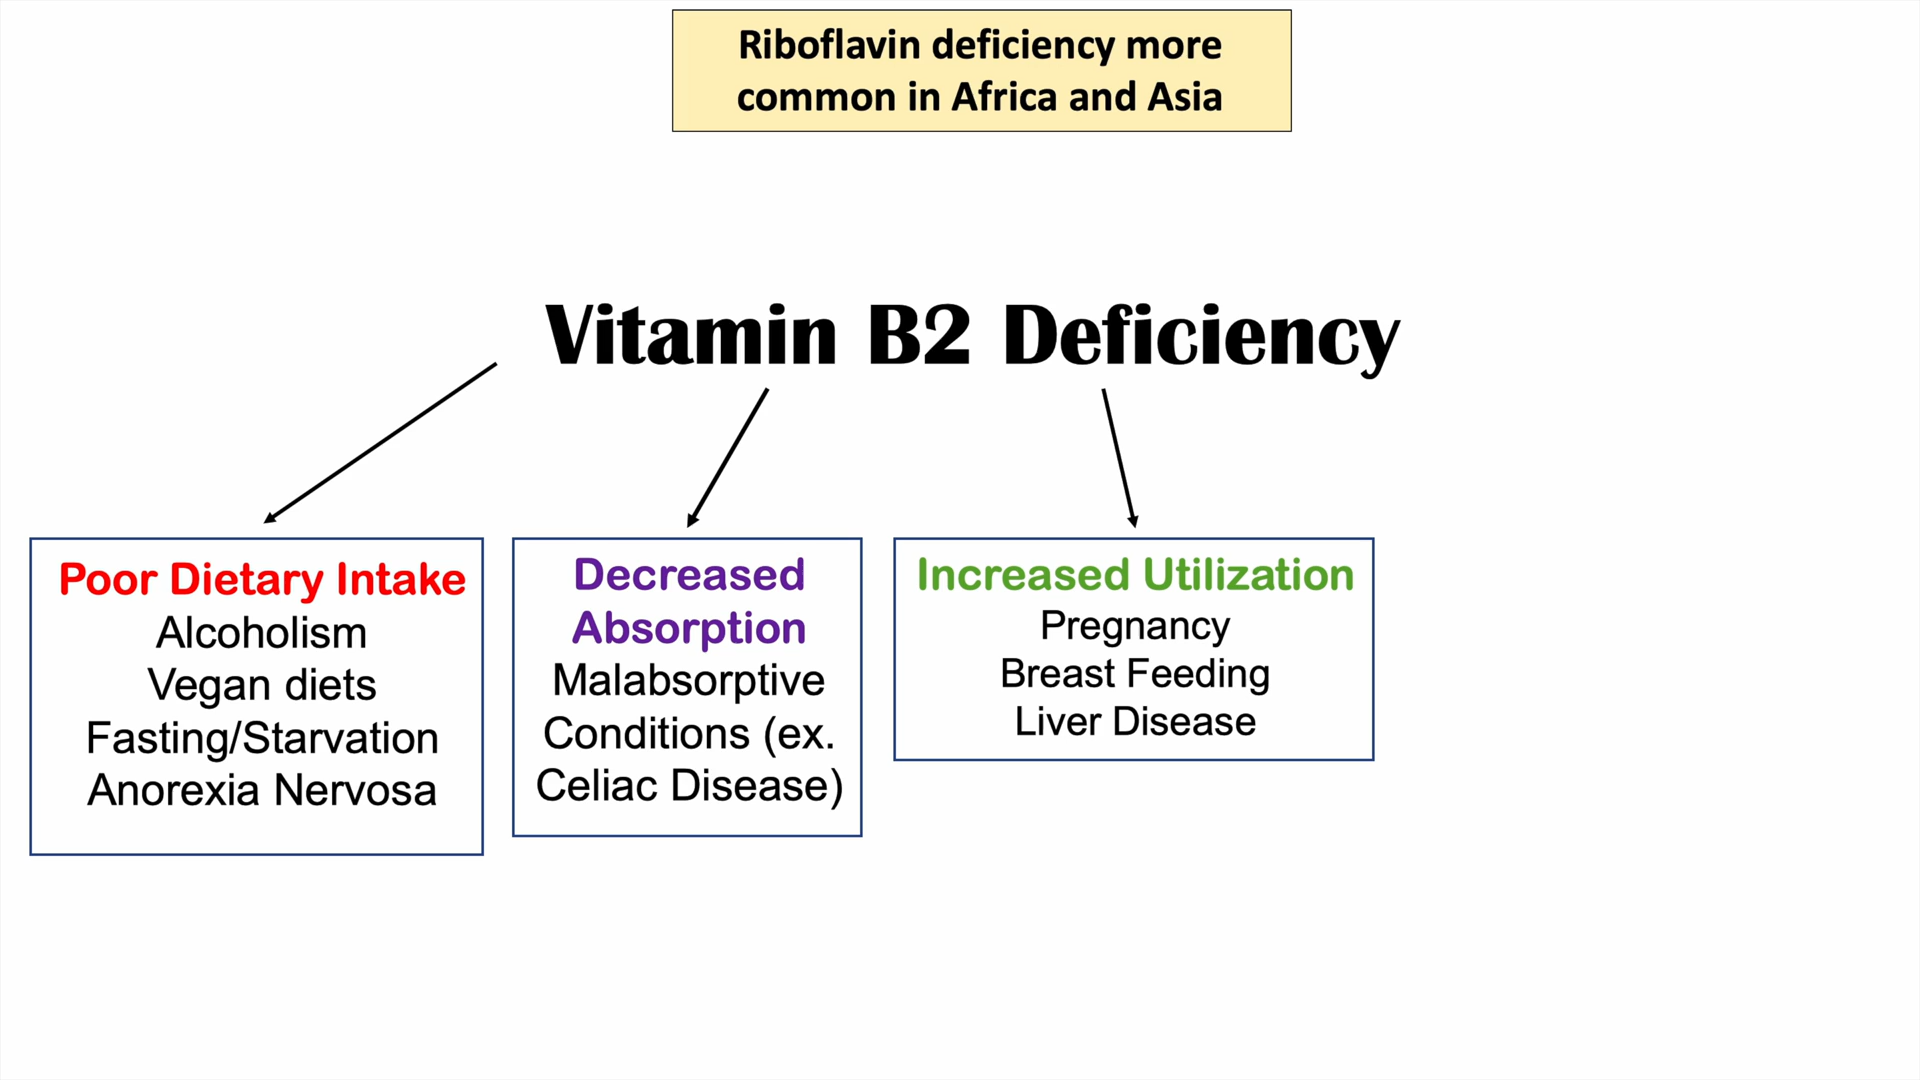 Riboflavin deficiency more
common in Africa and Asia
Vitamin B2 Deficiency
Poor Dietary Intake
Alcoholism
Vegan diets
Fasting/Starvation
Anorexia Nervosa
Decreased
Absorption
Malabsorptive
Conditions (ex.
Celiac Disease)
Increased Utilization
Pregnancy
Breast Feeding
Liver Disease